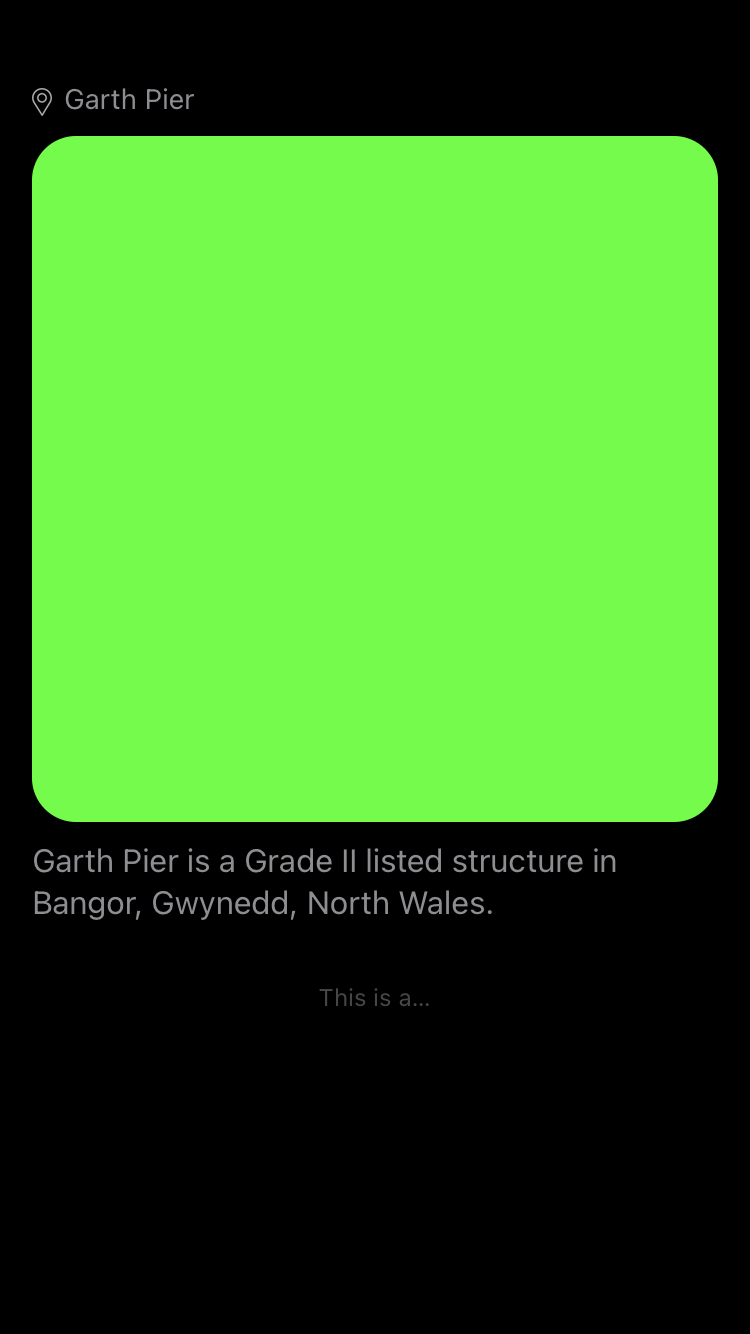 Garth Pier
Garth Pier is a Grade II listed structure in
Bangor, Gwynedd, North Wales.
This is a...